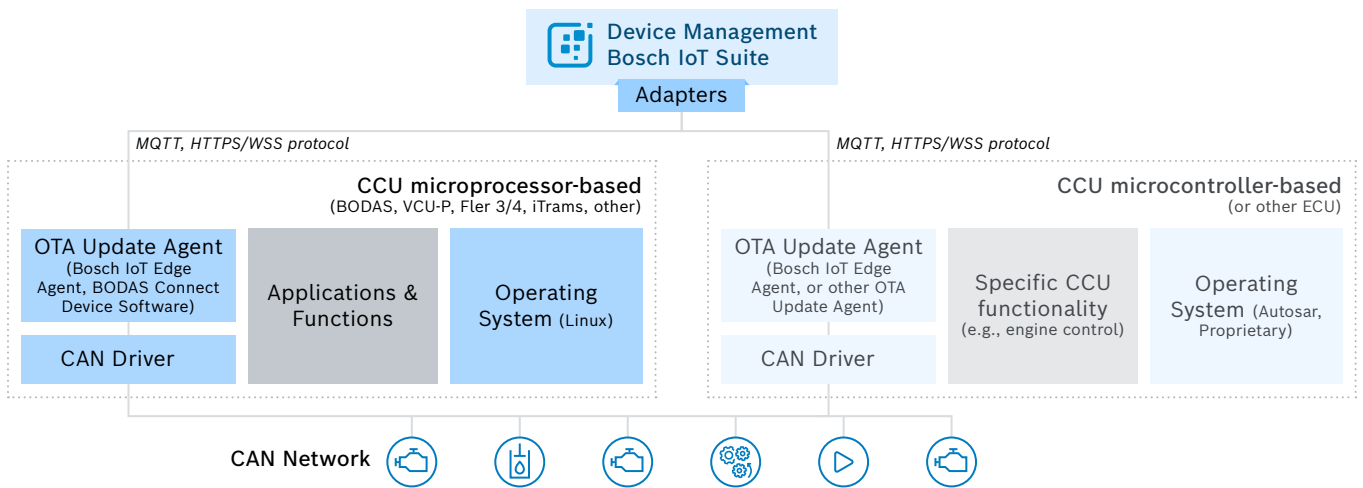 Device Management
Bosch IoT Suite
Adapters
MQTT, HTTPS/WSS protocol
CCU microprocessor-based
(BODAS, VCU-P, Fler 3/4, iTrams, other)
OTA Update Agent
(Bosch IoT Edge
Agent, BODAS Connect
Device Software)
CAN Driver
Applications &
Functions
Operating
System (Linux)
MQTT, HTTPS/WSS protocol
CCU microcontroller-based
(or other ECU)
OTA Update Agent
(Bosch IoT Edge
Agent, or other OTA
Update Agent)
CAN Driver
Specific CCU
functionality
(e.g., engine control)
Operating
System (Autosar,
Proprietary)
CAN Network